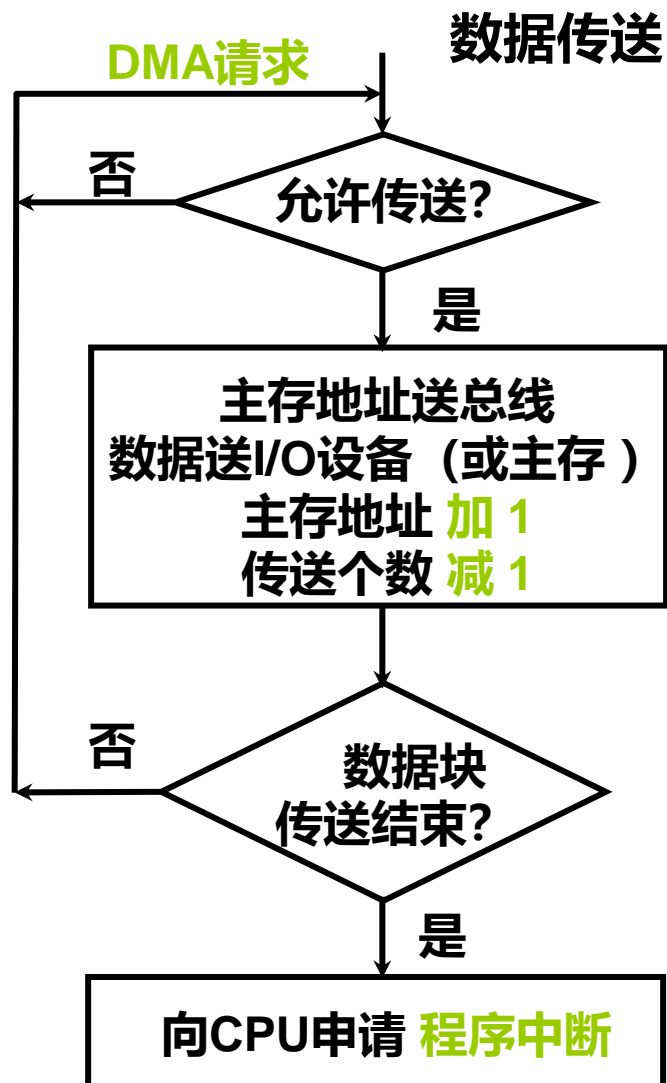 数据传送
DMA请求
否
允许传送?
是
主存地址送总线
数据送I/O设备（或主存 ）
主存地址 加 1
传送个数 减 1
否
数据块
传送结束?
是
向CPU申请 程序中断